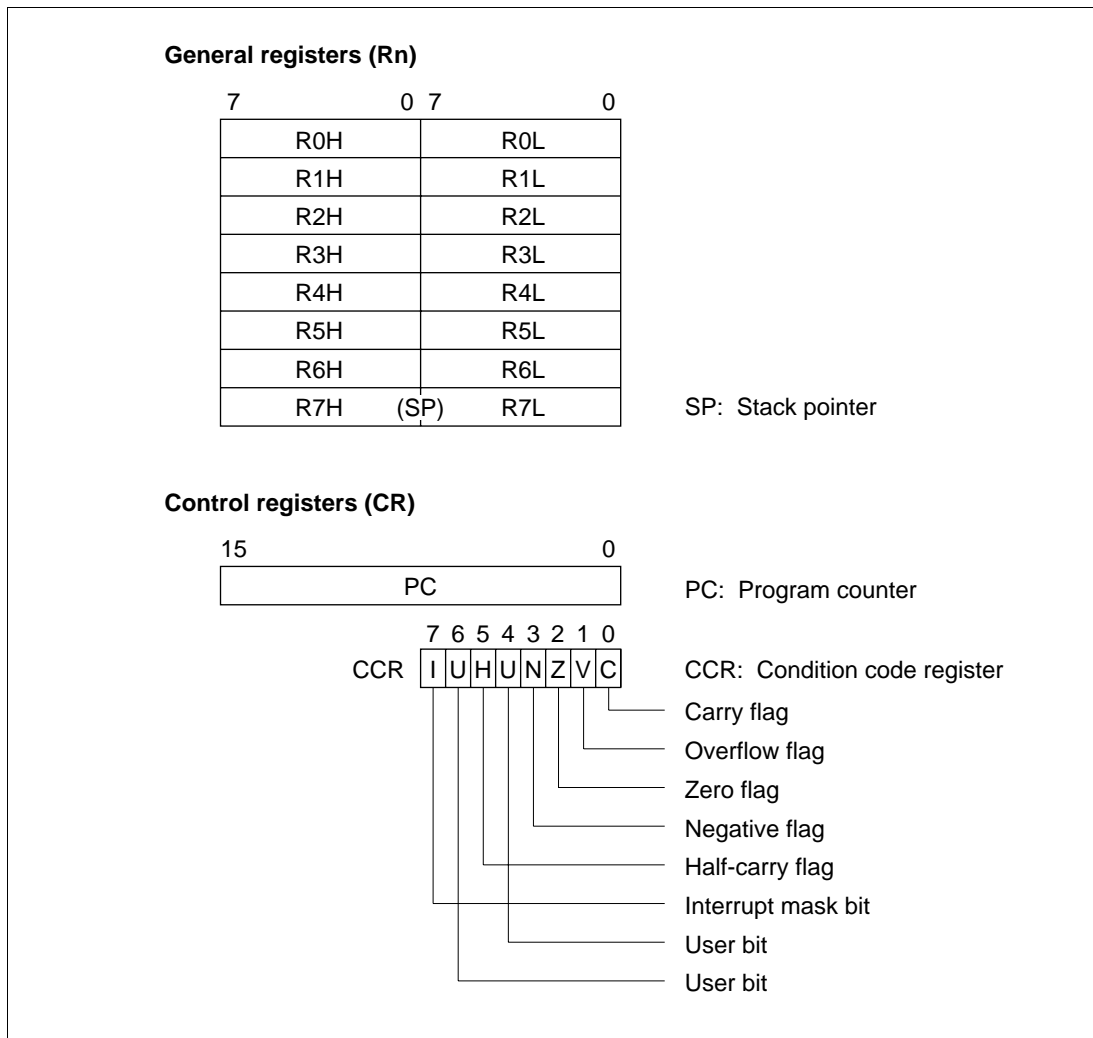 General registers (Rn)
7 0 7 0
R0H R0L
R1H R1L
R2H R2L
R3H R3L
R4H R4L
R5H R5L
R6H R6L
R7H (SP) R7L SP: Stack pointer
Control registers (CR)
15 0
PC PC: Program counter
7 6 5 4 3 2 1 0
CCR I U H U N Z V C CCR: Condition code register
Carry flag
Overflow flag
Zero flag
Negative flag
Half-carry flag
Interrupt mask bit
User bit
User bit